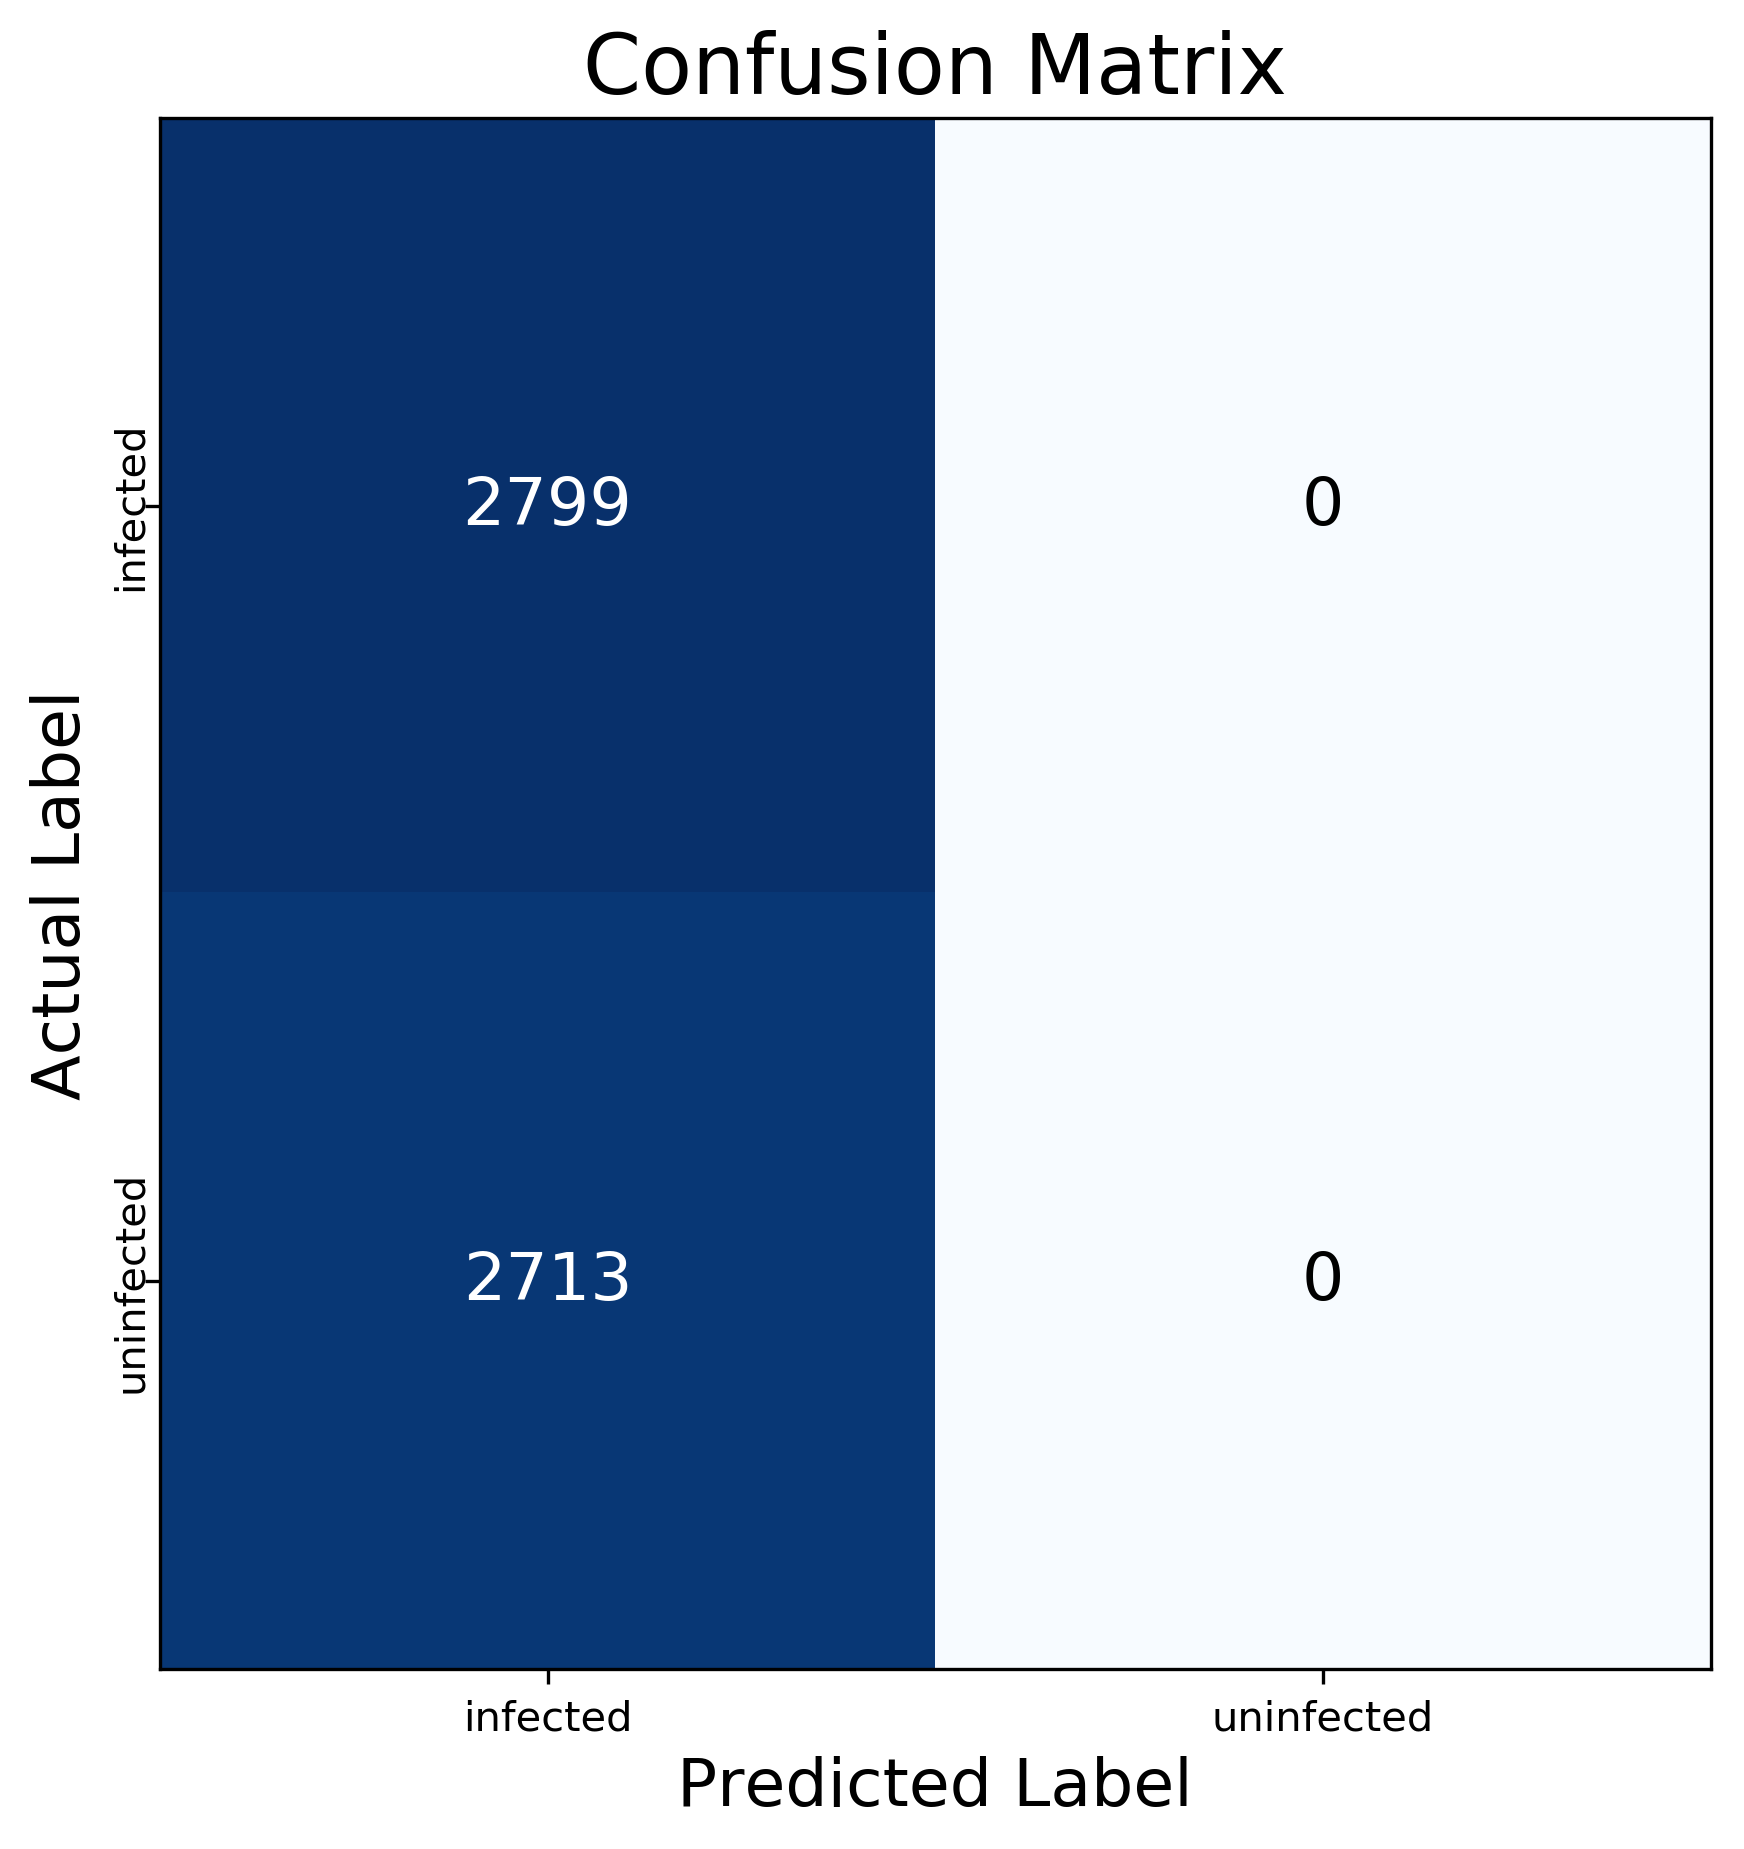 Confusion Matrix
Actual Label
infected
2799 0
uninfected
2713 0
infected uninfected
Predicted Label